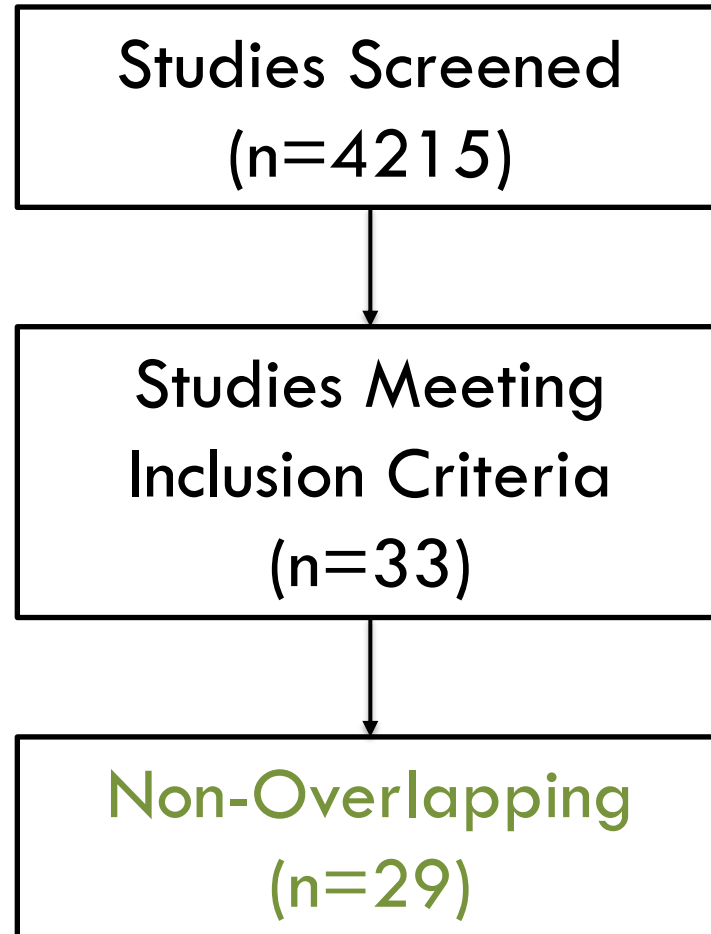 Studies Screened
(n=4215)
Studies Meeting
Inclusion Criteria
(n=33)
Non-Overlapping
(n=29)